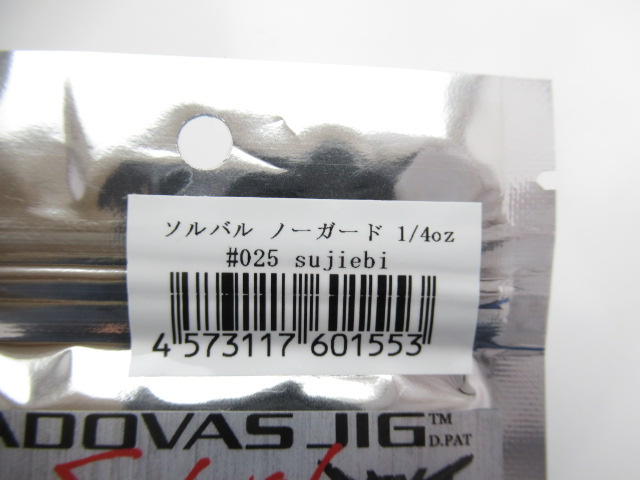 ソルバル ノーガード 1/4oz
#025 sujiebi
4 573117 601553
ADOVAS JIG™
D.PAT